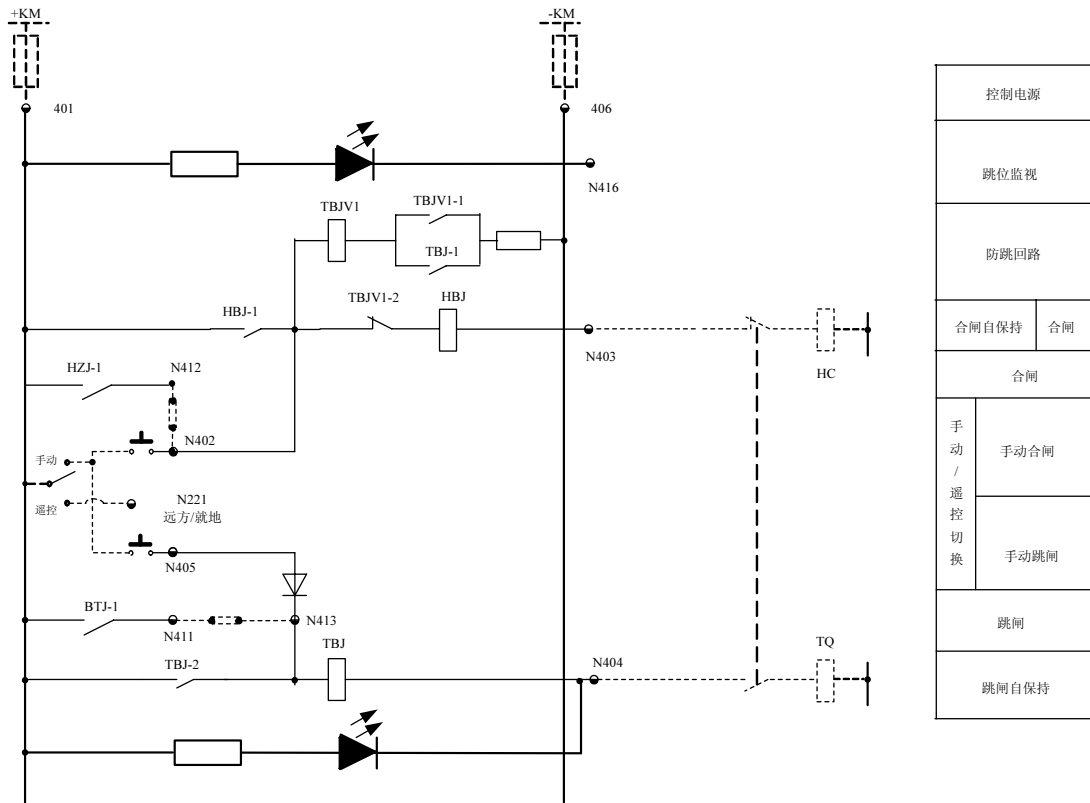 +KM
-KM
401
406
N416
TBJV1
TBJV1-1
TBJ-1
HBJ-1
TBJV1-2
HBJ
N403
HC
HZJ-1
N412
N402
手动
遥控
N221
远方/就地
N405
BTJ-1
N411
N413
TBJ
TBJ-2
N404
TQ
控制电源
跳位监视
防跳回路
合闸自保持
合闸
合闸
手动/遥控切换
手动合闸
手动跳闸
跳闸
跳闸自保持